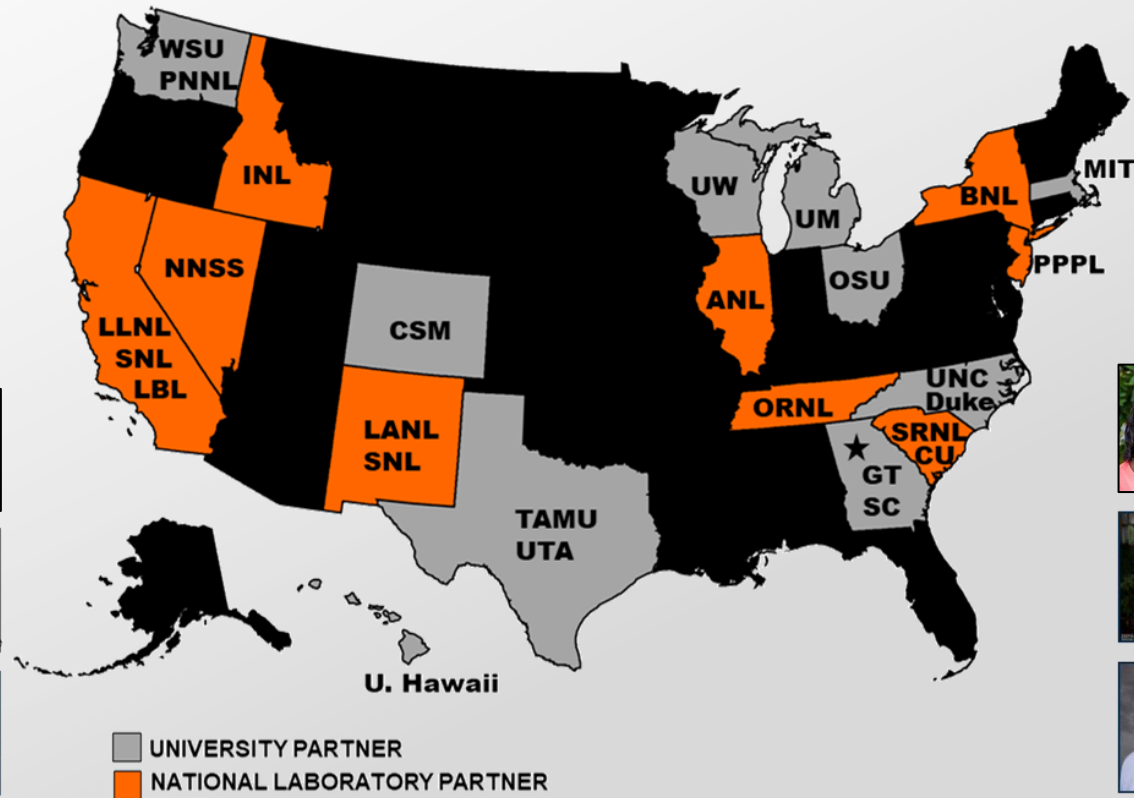 WSU
PNNL
INL
NNSS
LLNL
SNL
LBL
CSM
LANL
SNL
TAMU
UTA
UW
UM
ANL
OSU
BNL
MIT
PPPL
ORNL
UNC
Duke
SRNL
CU
GT
SC
U. Hawaii
UNIVERSITY PARTNER
NATIONAL LABORATORY PARTNER